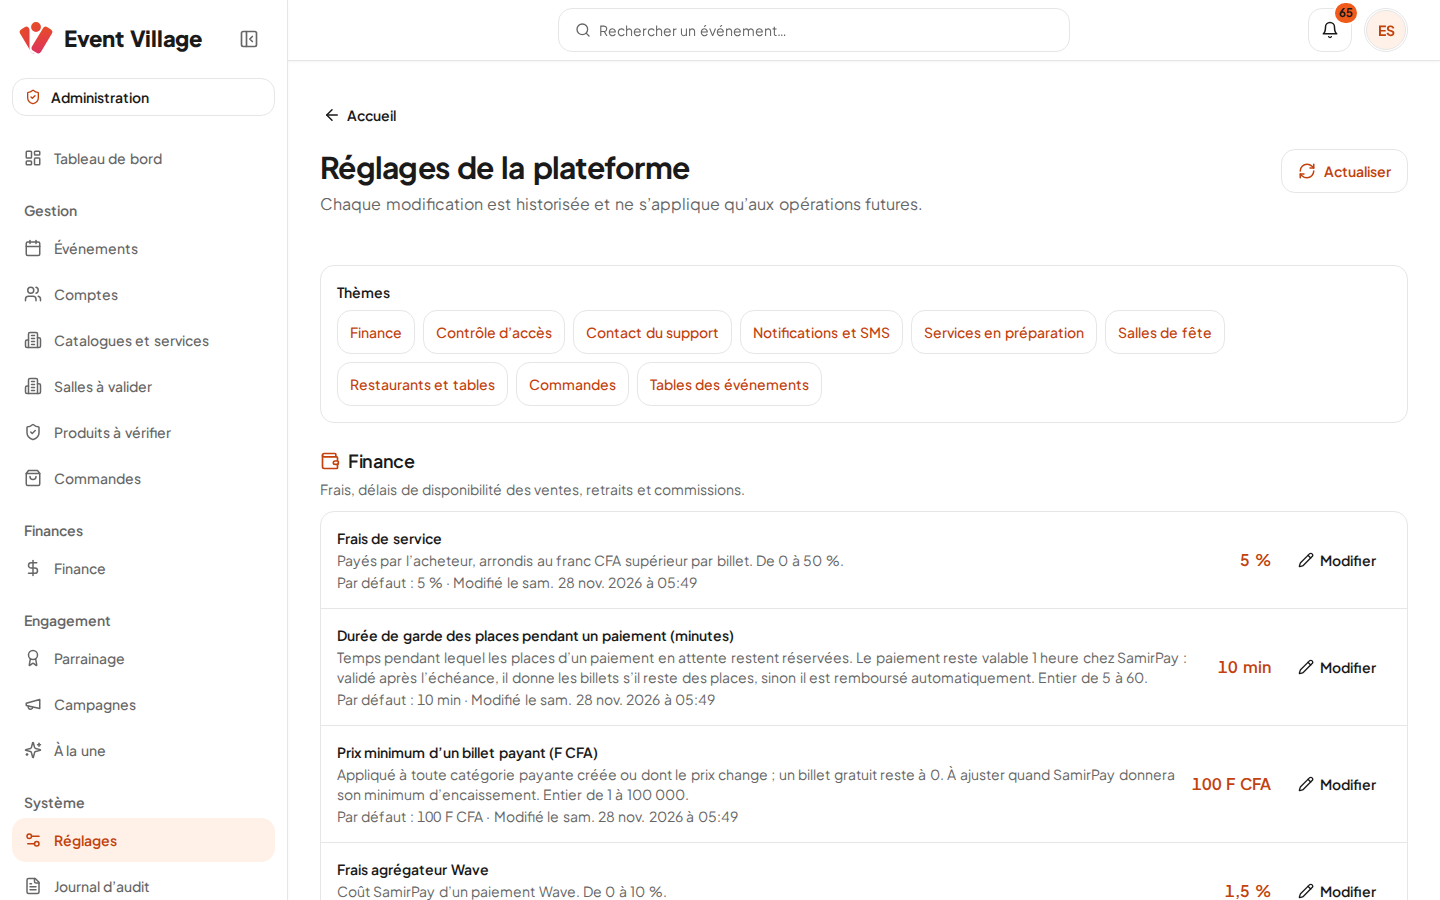 Event Village
Rechercher un événement…
65
ES
Administration
Tableau de bord
Gestion
Événements
Comptes
Catalogues et services
Salles à valider
Produits à vérifier
Commandes
Finances
Finance
Engagement
Parrainage
Campagnes
À la une
Système
Réglages
Journal d’audit
Accueil
Réglages de la plateforme
Actualiser
Chaque modification est historisée et ne s’applique qu’aux opérations futures.
Thèmes
Finance
Contrôle d’accès
Contact du support
Notifications et SMS
Services en préparation
Salles de fête
Restaurants et tables
Commandes
Tables des événements
Finance
Frais, délais de disponibilité des ventes, retraits et commissions.
Frais de service
Payés par l’acheteur, arrondis au franc CFA supérieur par billet. De 0 à 50 %.
Par défaut : 5 % · Modifié le sam. 28 nov. 2026 à 05:49
5 %
Modifier
Durée de garde des places pendant un paiement (minutes)
Temps pendant lequel les places d’un paiement en attente restent réservées. Le paiement reste valable 1 heure chez SamirPay :
validé après l’échéance, il donne les billets s’il reste des places, sinon il est remboursé automatiquement. Entier de 5 à 60.
Par défaut : 10 min · Modifié le sam. 28 nov. 2026 à 05:49
10 min
Modifier
Prix minimum d’un billet payant (F CFA)
Appliqué à toute catégorie payante créée ou dont le prix change ; un billet gratuit reste à 0. À ajuster quand SamirPay donnera
son minimum d’encaissement. Entier de 1 à 100 000.
Par défaut : 100 F CFA · Modifié le sam. 28 nov. 2026 à 05:49
100 F CFA
Modifier
Frais agrégateur Wave
Coût SamirPay d’un paiement Wave. De 0 à 10 %.
1,5 %
Modifier